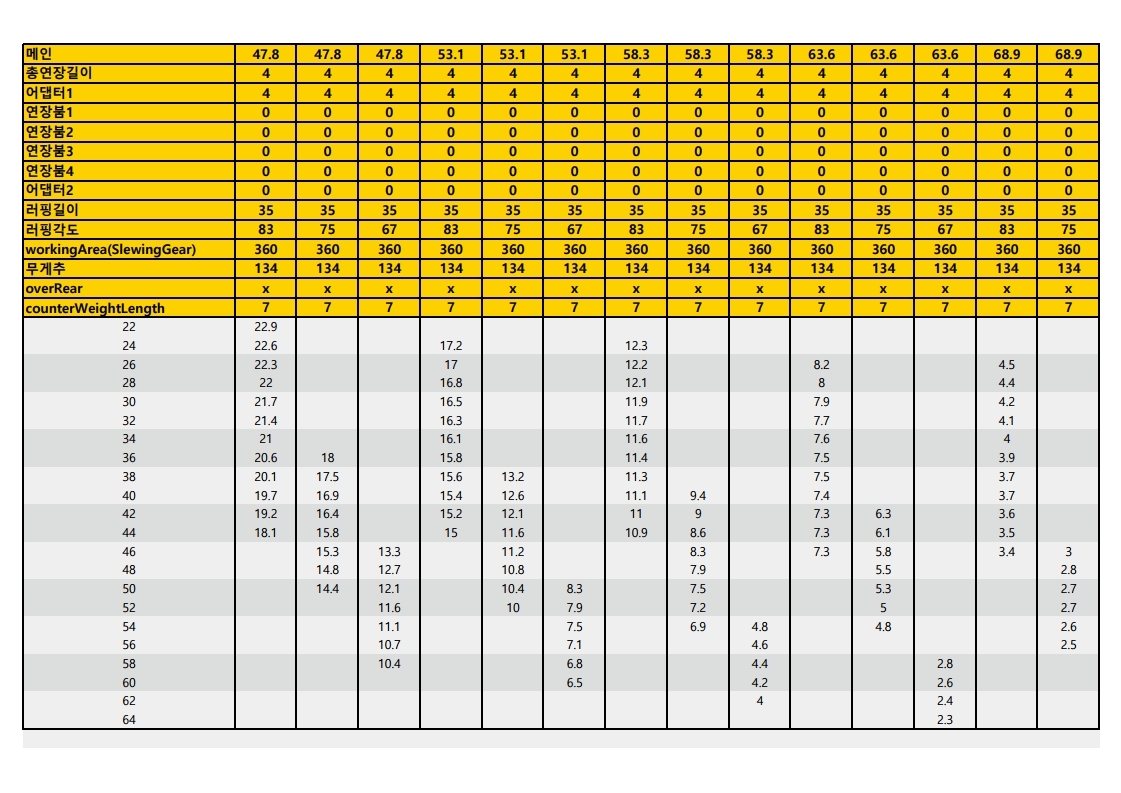 메인 47.8 47.8 47.8 53.1 53.1 53.1 58.3 58.3 58.3 63.6 63.6 63.6 68.9 68.9
총연장길이 4 4 4 4 4 4 4 4 4 4 4 4 4 4
어댑터1 4 4 4 4 4 4 4 4 4 4 4 4 4 4
연장붐1 0 0 0 0 0 0 0 0 0 0 0 0 0 0
연장붐2 0 0 0 0 0 0 0 0 0 0 0 0 0 0
연장붐3 0 0 0 0 0 0 0 0 0 0 0 0 0 0
연장붐4 0 0 0 0 0 0 0 0 0 0 0 0 0 0
어댑터2 0 0 0 0 0 0 0 0 0 0 0 0 0 0
러핑길이 35 35 35 35 35 35 35 35 35 35 35 35 35 35
러핑각도 83 75 67 83 75 67 83 75 67 83 75 67 83 75
workingArea(SlewingGear) 360 360 360 360 360 360 360 360 360 360 360 360 360 360
무게추 134 134 134 134 134 134 134 134 134 134 134 134 134 134
overRear x x x x x x x x x x x x x x
counterWeightLength 7 7 7 7 7 7 7 7 7 7 7 7 7 7
22 22.9
24 22.6 17.2 12.3
26 22.3 17 12.2 8.2 4.5
28 22 16.8 12.1 8 4.4
30 21.7 16.5 11.9 7.9 4.2
32 21.4 16.3 11.7 7.7 4.1
34 21 16.1 11.6 7.6 4
36 20.6 18 15.8 11.4 7.5 3.9
38 20.1 17.5 15.6 13.2 11.3 7.5 3.7
40 19.7 16.9 15.4 12.6 11.1 9.4 7.4 3.7
42 19.2 16.4 15.2 12.1 11 9 7.3 6.3 3.6
44 18.1 15.8 15 11.6 10.9 8.6 7.3 6.1 3.5
46 15.3 13.3 11.2 8.3 7.3 5.8 3.4 3
48 14.8 12.7 10.8 7.9 5.5 2.8
50 14.4 12.1 10.4 8.3 7.5 5.3 2.7
52 11.6 10 7.9 7.2 5 2.7
54 11.1 7.5 6.9 4.8 4.8 2.6
56 10.7 7.1 4.6 2.5
58 10.4 6.8 4.4 2.8
60 6.5 4.2 2.6
62 4 2.4
64 2.3